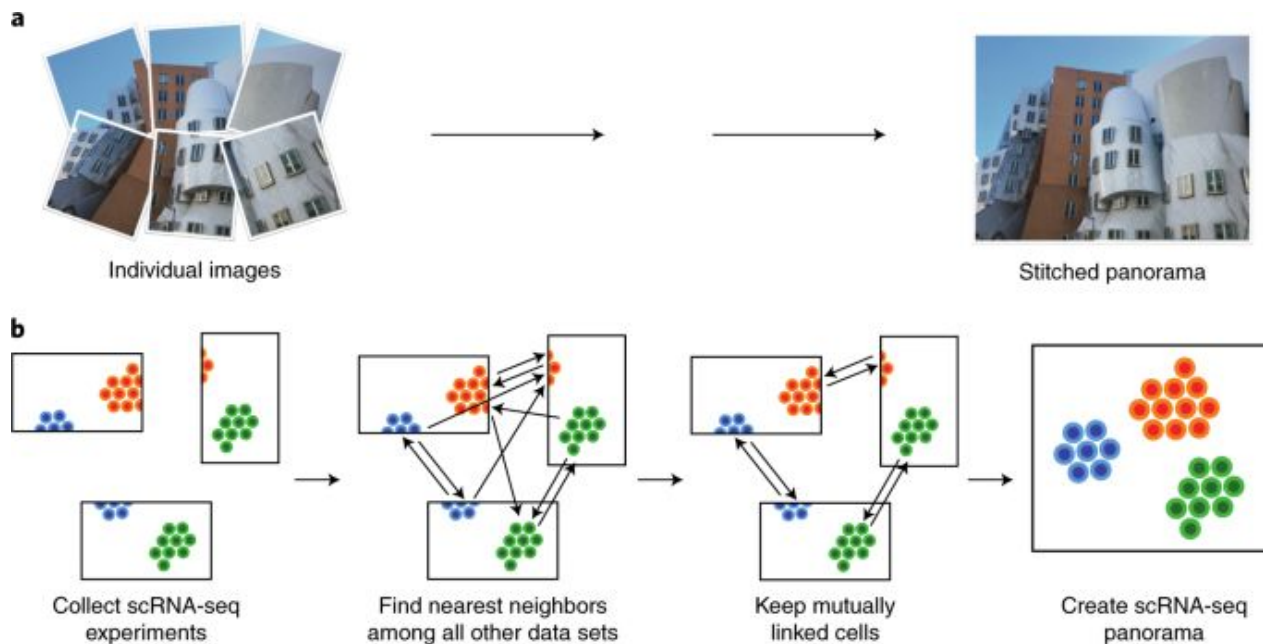 a
Individual images
Stitched panorama
b
Collect scRNA-seq
experiments
Find nearest neighbors
among all other data sets
Keep mutually
linked cells
Create scRNA-seq
panorama